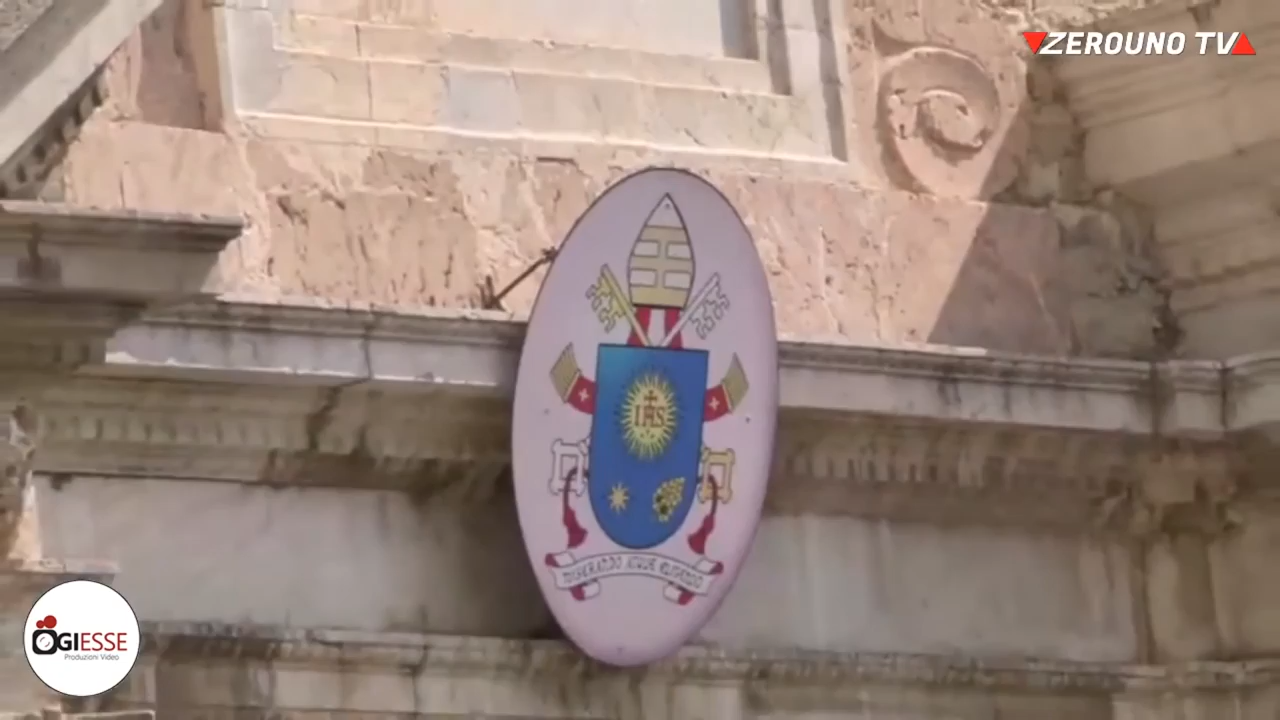 ZEROUNO TV
IHS
MISERANDO ATQUE ELIGENDO
OGIESSE
Produzioni Video